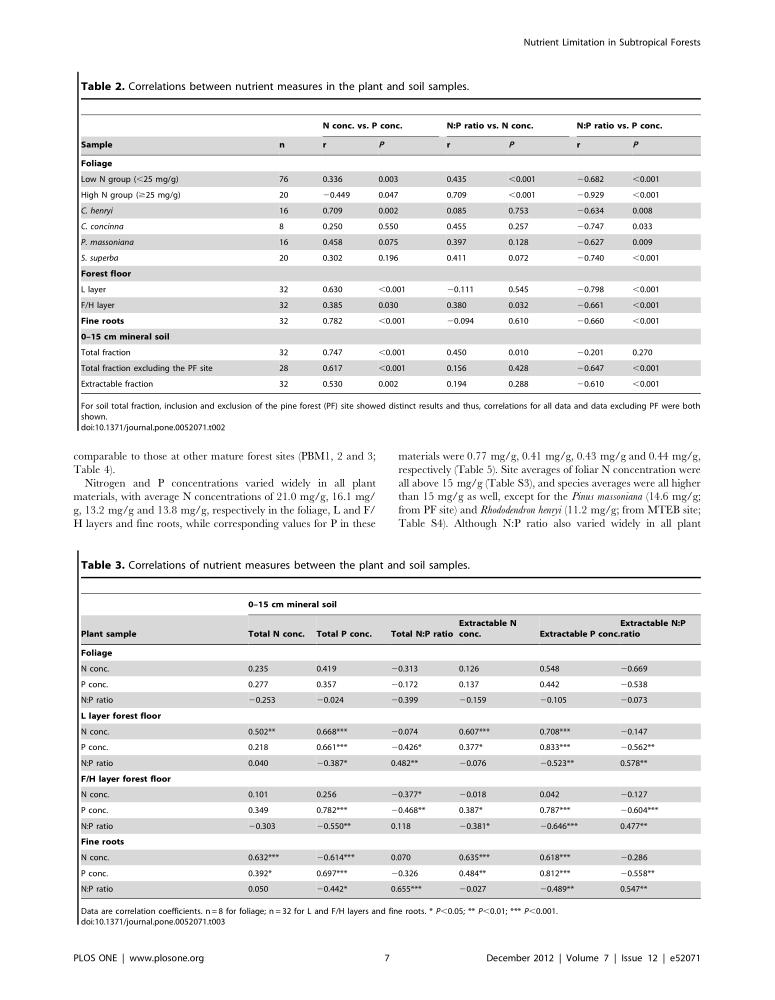 Nutrient Limitation in Subtropical Forests
Table 2. Correlations between nutrient measures in the plant and soil samples.
N conc. vs. P conc. N:P ratio vs. N conc. N:P ratio vs. P conc.
Sample n r P r P r P
Foliage
Low N group (<25 mg/g) 76 0.336 0.003 0.435 <0.001 −0.682 <0.001
High N group (≥25 mg/g) 20 −0.449 0.047 0.709 <0.001 −0.929 <0.001
C. henryi 16 0.709 0.002 0.085 0.753 −0.634 0.008
C. concinna 8 0.250 0.550 0.455 0.257 −0.747 0.033
P. massoniana 16 0.458 0.075 0.397 0.128 −0.627 0.009
S. superba 20 0.302 0.196 0.411 0.072 −0.740 <0.001
Forest floor
L layer 32 0.630 <0.001 −0.111 0.545 −0.798 <0.001
F/H layer 32 0.385 0.030 0.380 0.032 −0.661 <0.001
Fine roots 32 0.782 <0.001 −0.094 0.610 −0.660 <0.001
0–15 cm mineral soil
Total fraction 32 0.747 <0.001 0.450 0.010 −0.201 0.270
Total fraction excluding the PF site 28 0.617 <0.001 0.156 0.428 −0.647 <0.001
Extractable fraction 32 0.530 0.002 0.194 0.288 −0.610 <0.001
For soil total fraction, inclusion and exclusion of the pine forest (PF) site showed distinct results and thus, correlations for all data and data excluding PF were both
shown.
doi:10.1371/journal.pone.0052071.t002
comparable to those at other mature forest sites (PBM1, 2 and 3;
Table 4).
Nitrogen and P concentrations varied widely in all plant
materials, with average N concentrations of 21.0 mg/g, 16.1 mg/
g, 13.2 mg/g and 13.8 mg/g, respectively in the foliage, L and F/
H layers and fine roots, while corresponding values for P in these
materials were 0.77 mg/g, 0.41 mg/g, 0.43 mg/g and 0.44 mg/g,
respectively (Table 5). Site averages of foliar N concentration were
all above 15 mg/g (Table S3), and species averages were all higher
than 15 mg/g as well, except for the Pinus massoniana (14.6 mg/g;
from PF site) and Rhododendron henryi (11.2 mg/g; from MTEB site;
Table S4). Although N:P ratio also varied widely in all plant
Table 3. Correlations of nutrient measures between the plant and soil samples.
0–15 cm mineral soil
Plant sample Total N conc. Total P conc. Total N:P ratio Extractable N conc. Extractable P conc. Extractable N:P ratio
Foliage
N conc. 0.235 0.419 −0.313 0.126 0.548 −0.669
P conc. 0.277 0.357 −0.172 0.137 0.442 −0.538
N:P ratio −0.253 −0.024 −0.399 −0.159 −0.105 −0.073
L layer forest floor
N conc. 0.502** 0.668*** −0.074 0.607*** 0.708*** −0.147
P conc. 0.218 0.661*** −0.426* 0.377* 0.833*** −0.562**
N:P ratio 0.040 −0.387* 0.482** −0.076 −0.523** 0.578**
F/H layer forest floor
N conc. 0.101 0.256 −0.377* −0.018 0.042 −0.127
P conc. 0.349 0.782*** −0.468** 0.387* 0.787*** −0.604***
N:P ratio −0.303 −0.550** 0.118 −0.381* −0.646*** 0.477**
Fine roots
N conc. 0.632*** −0.614*** 0.070 0.635*** 0.618*** −0.286
P conc. 0.392* 0.697*** −0.326 0.484** 0.812*** −0.558**
N:P ratio 0.050 −0.442* 0.655*** −0.027 −0.489** 0.547**
Data are correlation coefficients. n = 8 for foliage; n = 32 for L and F/H layers and fine roots. * P<0.05; ** P<0.01; *** P<0.001.
doi:10.1371/journal.pone.0052071.t003
PLOS ONE | www.plosone.org 7 December 2012 | Volume 7 | Issue 12 | e52071